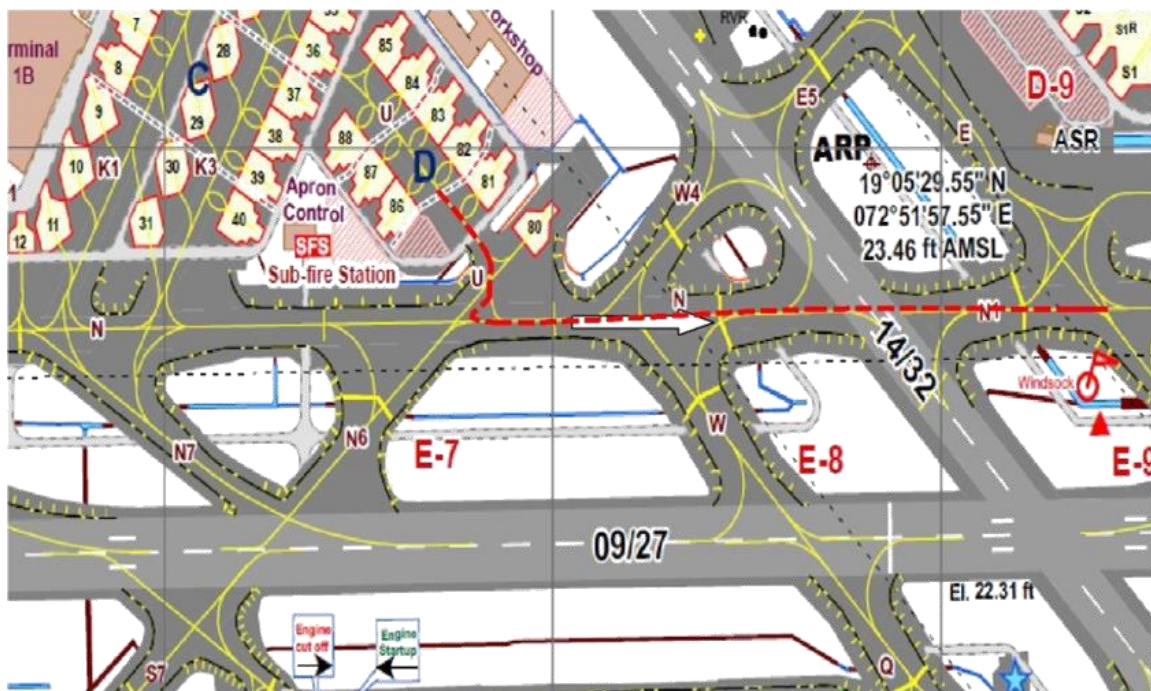 RVR
S1R
S1
7
28
36
85
Workshop
erminal
1B
8
C
84
E5
D-9
9
37
U
83
E
29
38
88
82
ARP
ASR
10
K1
30
K3
87
D
81
19°05'29.55" N
39
Apron
Control
86
W4
072°51'57.55" E
11
31
40
80
12
SFS
23.46 ft AMSL
Sub-fire Station
U
N
N
N1
14/32
Windsock
N7
N6
E-7
W
E-8
E-9
09/27
El. 22.31 ft
Engine
cut off
Engine
Startup
S7
Q